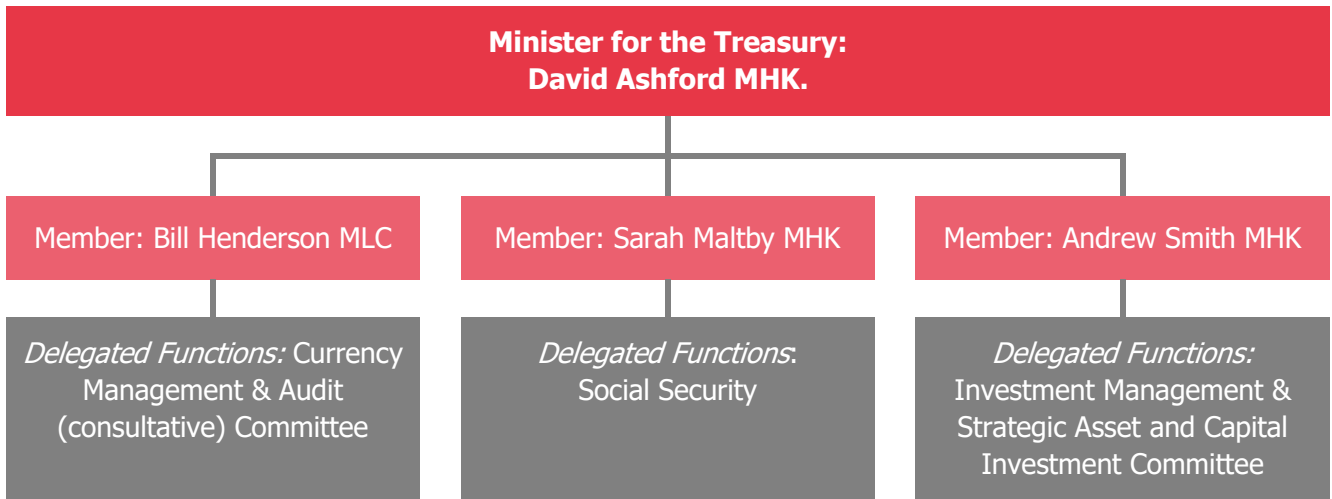 Minister for the Treasury:
David Ashford MHK.
Member: Bill Henderson MLC
Member: Sarah Maltby MHK
Member: Andrew Smith MHK
Delegated Functions: Currency
Management & Audit
(consultative) Committee
Delegated Functions:
Social Security
Delegated Functions:
Investment Management &
Strategic Asset and Capital
Investment Committee